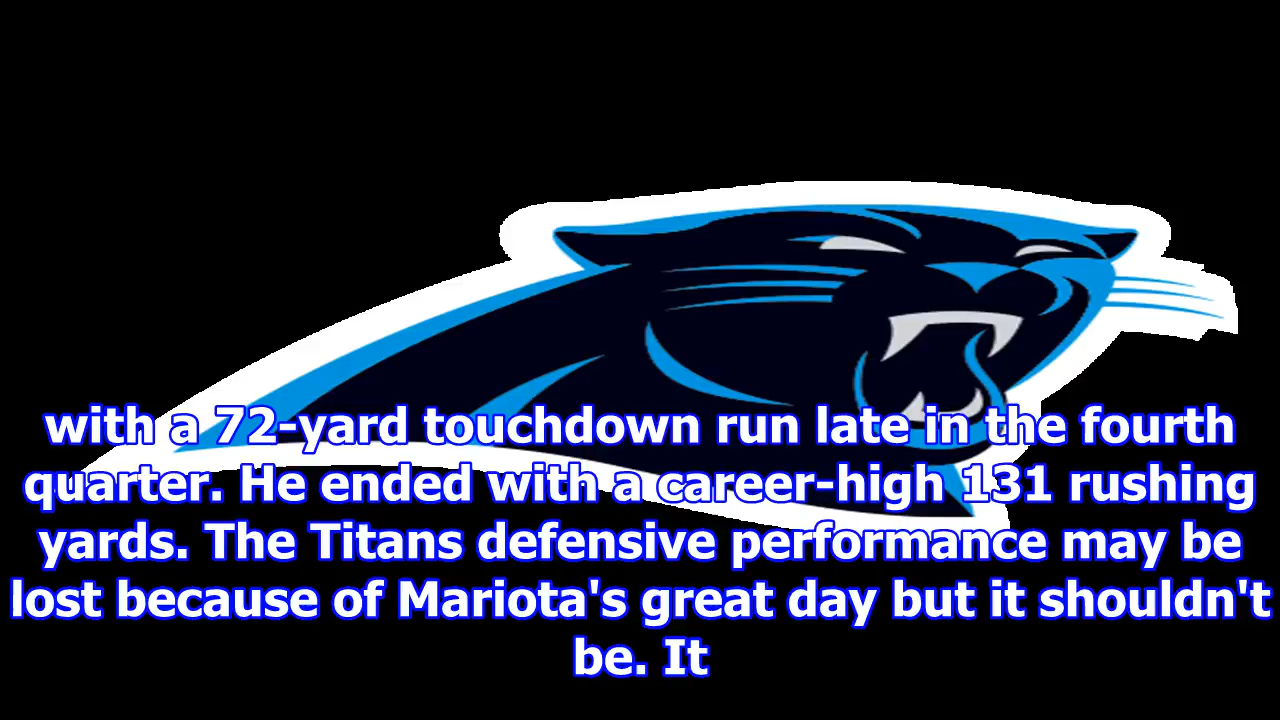 with a 72-yard touchdown run late in the fourth
quarter. He ended with a career-high 131 rushing
yards. The Titans defensive performance may be
lost because of Mariota's great day but it shouldn't
be. It